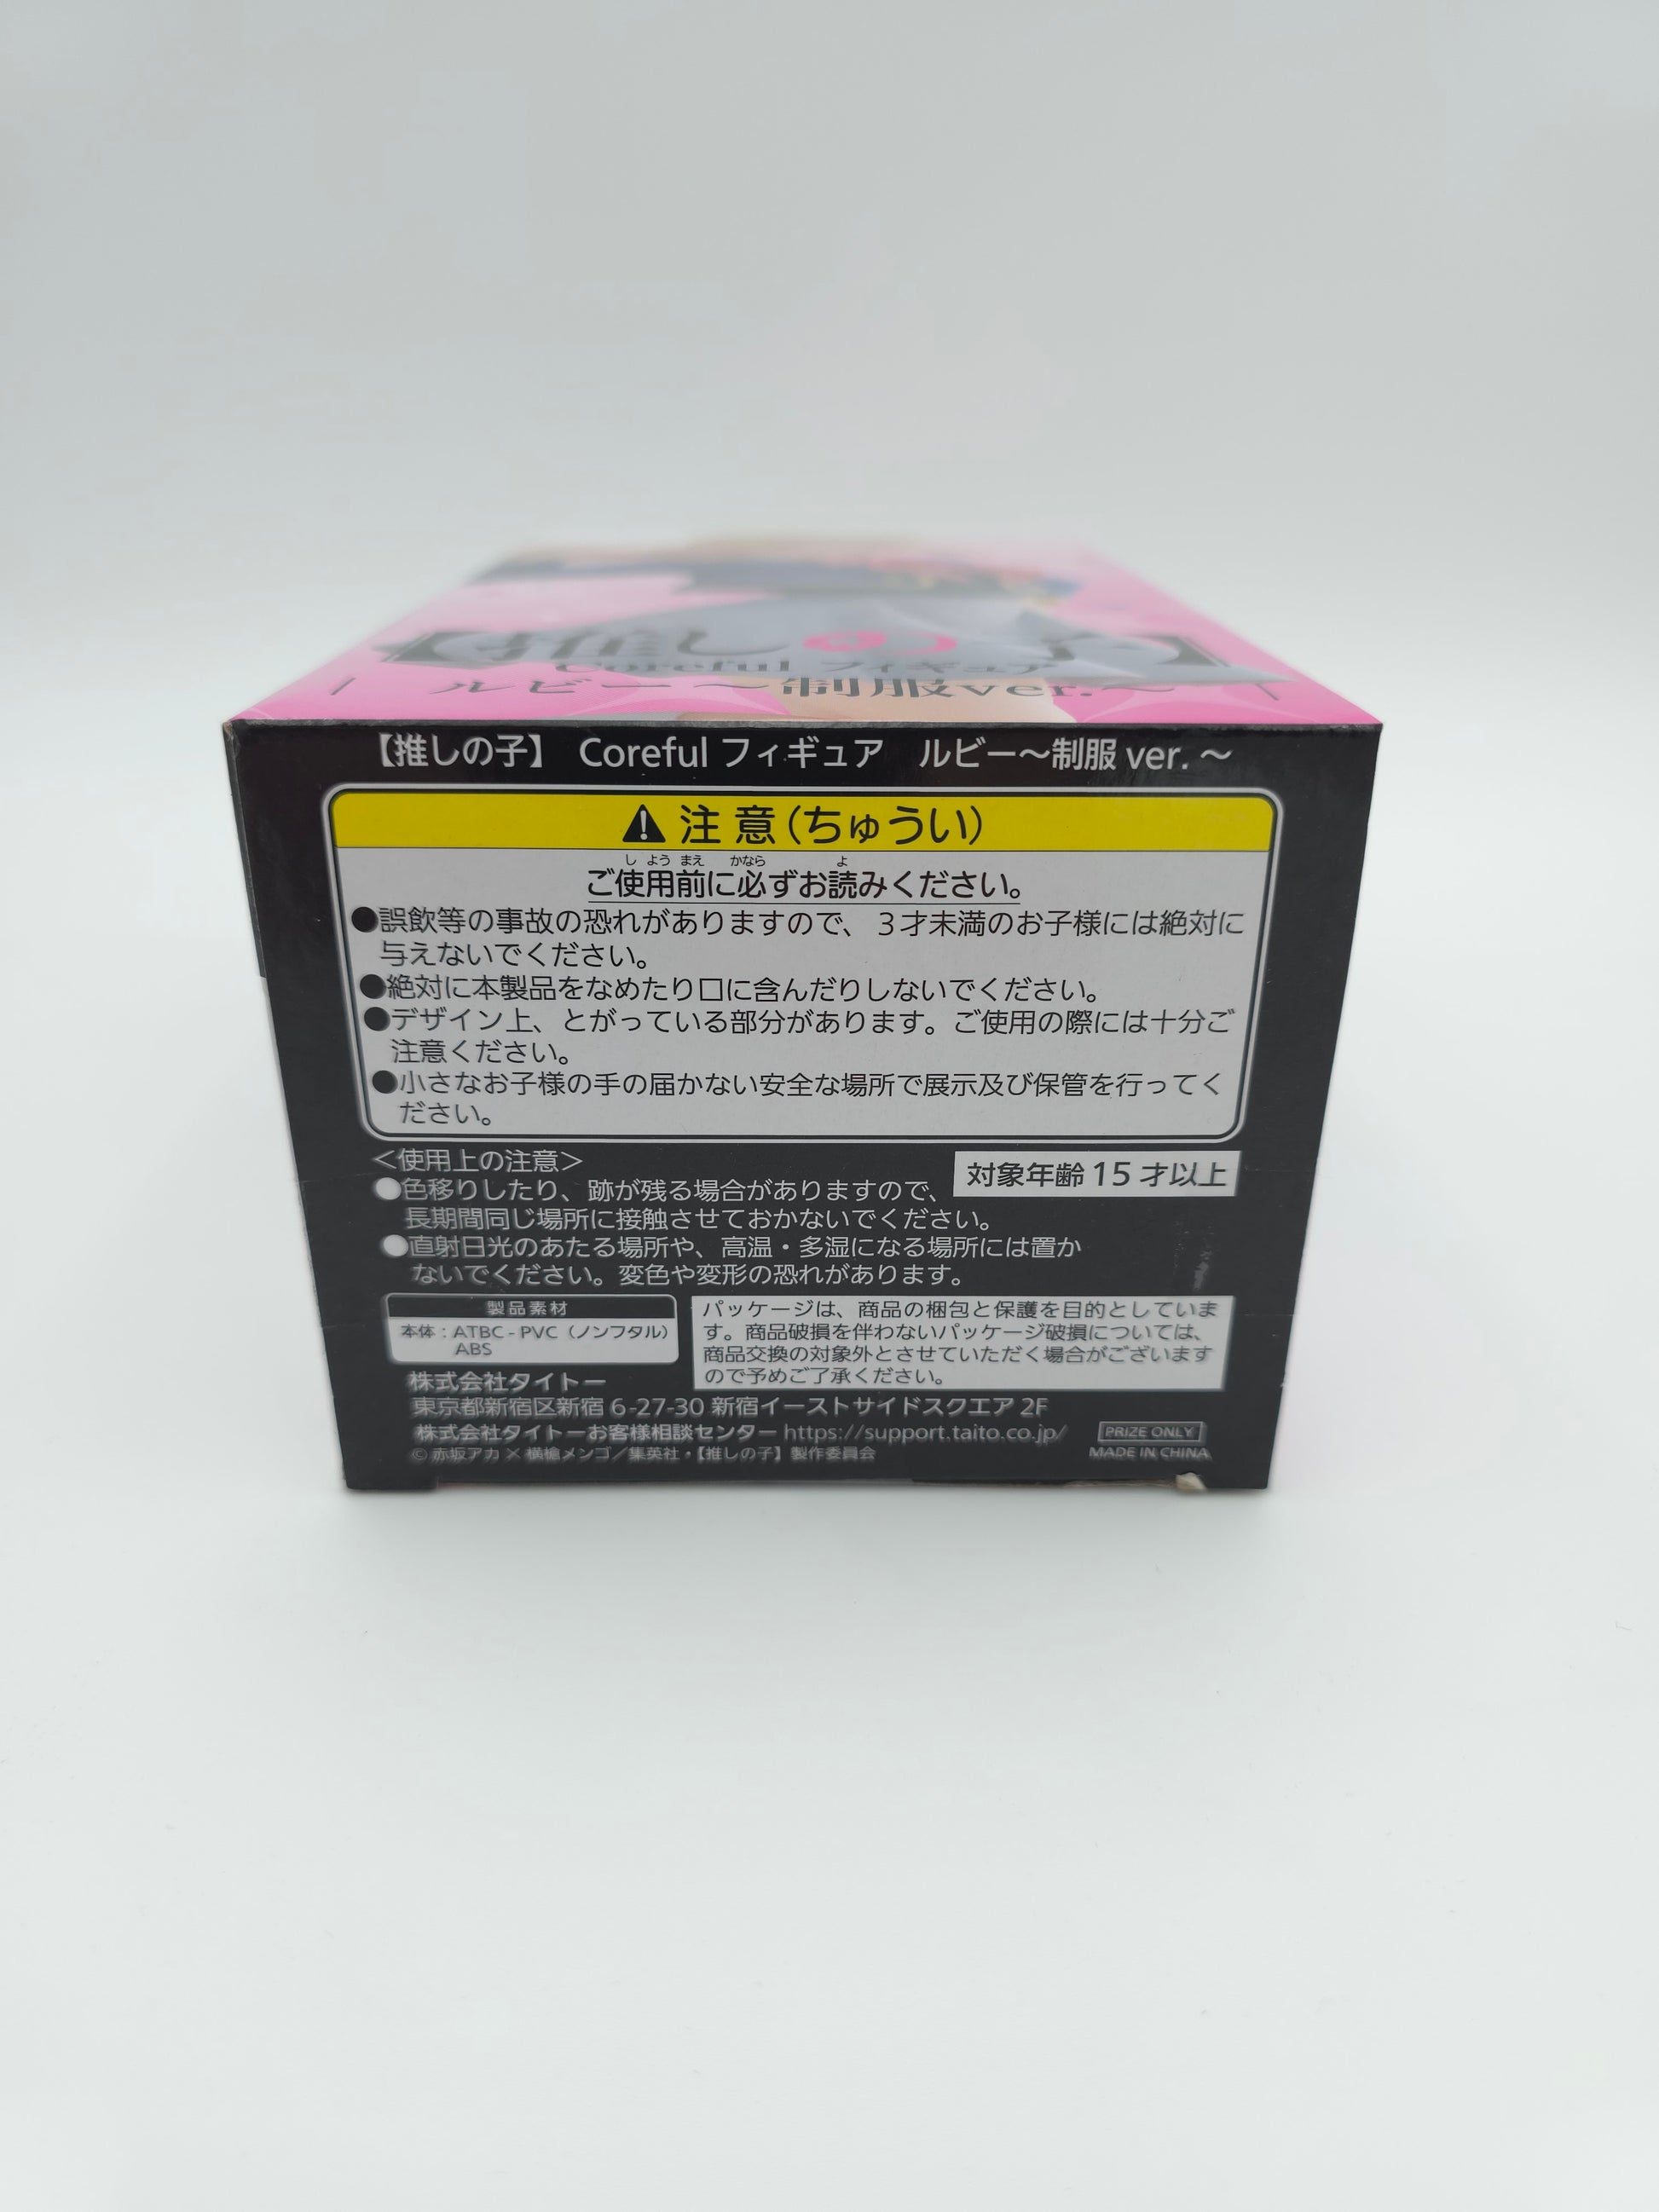 【推しの子】
Coreful フィギュア
ルビー～制服ver.～
【推しの子】 Coreful フィギュア ルビー～制服 ver. ～
注意(ちゅうい)
し よう まえ かなら よ
ご使用前に必ずお読みください。
●誤飲等の事故の恐れがありますので、3才未満のお子様には絶対に
与えないでください。
●絶対に本製品をなめたり口に含んだりしないでください。
●デザイン上、とがっている部分があります。ご使用の際には十分ご
注意ください。
●小さなお子様の手の届かない安全な場所で展示及び保管を行ってく
ださい。
＜使用上の注意＞
対象年齢 15 才以上
●色移りしたり、跡が残る場合がありますので、
長期間同じ場所に接触させておかないでください。
●直射日光のあたる場所や、高温・多湿になる場所には置か
ないでください。変色や変形の恐れがあります。
製品素材
本体：ATBC - PVC（ノンフタル）
ABS
パッケージは、商品の梱包と保護を目的としていま
す。商品破損を伴わないパッケージ破損については、
商品交換の対象外とさせていただく場合がございます
ので予めご了承ください。
株式会社タイトー
東京都新宿区新宿 6-27-30 新宿イーストサイドスクエア 2F
株式会社タイトーお客様相談センター https://support.taito.co.jp/
© 赤坂アカ×横槍メンゴ／集英社・【推しの子】製作委員会
PRIZE ONLY
MADE IN CHINA